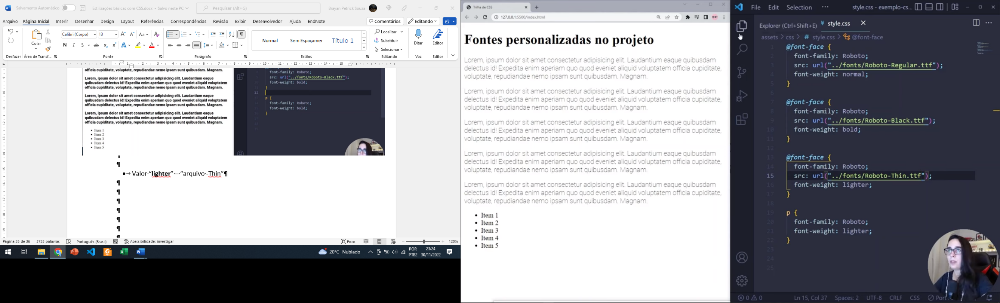 Salvamento Automático
Estilizações básicas com CSS.docx • Salvo neste PC
Pesquisar (Alt+G)
Brayan Petrick Souza
Arquivo
Página Inicial
Inserir
Desenhar
Design
Layout
Referências
Correspondências
Revisão
Exibir
Desenvolvedor
Ajuda
EndNote
Comentários
Editando
Colar
Calibri (Corpo)
13
Normal
Sem Espaçamer
Título 1
Localizar
Substituir
Selecionar
Ditar
Editor
Desfazer
Área de Transf...
Fonte
Parágrafo
Estilos
Editando
Voz
Editor
officia cupiditate, voluptate, repudiandae nemo ipsam sunt quibusdam. Magnam.
Lorem, ipsum dolor sit amet consectetur adipisicing elit. Laudantium eaque
quibusdam delectus id! Expedita enim aperiam quo quod eveniet aliquid voluptatem
officia cupiditate, voluptate, repudiandae nemo ipsam sunt quibusdam. Magnam.
Lorem, ipsum dolor sit amet consectetur adipisicing elit. Laudantium eaque
quibusdam delectus id! Expedita enim aperiam quo quod eveniet aliquid voluptatem
officia cupiditate, voluptate, repudiandae nemo ipsam sunt quibusdam. Magnam.
Lorem, ipsum dolor sit amet consectetur adipisicing elit. Laudantium eaque
quibusdam delectus id! Expedita enim aperiam quo quod eveniet aliquid voluptatem
officia cupiditate, voluptate, repudiandae nemo ipsam sunt quibusdam. Magnam.
• Item 1
• Item 2
• Item 3
• Item 4
• Item 5
font-family: Roboto;
src: url("../fonts/Roboto-Black.ttf");
font-weight: bold;
}
12
p {
font-family: Roboto;
font-weight: bold;
}
•→Valor·“lighter”·–·“arquivo·-Thin”¶
Página 35 de 36
3733 palavras
Português (Brasil)
Acessibilidade: investigar
Foco
120%
20°C Nublado
POR
PTB2
23:24
30/11/2022
Trilha de CSS
127.0.0.1:5500/index.html
Fontes personalizadas no projeto
Lorem, ipsum dolor sit amet consectetur adipisicing elit. Laudantium eaque quibusdam
delectus id! Expedita enim aperiam quo quod eveniet aliquid voluptatem officia cupiditate,
voluptate, repudiandae nemo ipsam sunt quibusdam. Magnam.
Lorem, ipsum dolor sit amet consectetur adipisicing elit. Laudantium eaque quibusdam
delectus id! Expedita enim aperiam quo quod eveniet aliquid voluptatem officia cupiditate,
voluptate, repudiandae nemo ipsam sunt quibusdam. Magnam.
Lorem, ipsum dolor sit amet consectetur adipisicing elit. Laudantium eaque quibusdam
delectus id! Expedita enim aperiam quo quod eveniet aliquid voluptatem officia cupiditate,
voluptate, repudiandae nemo ipsam sunt quibusdam. Magnam.
Lorem, ipsum dolor sit amet consectetur adipisicing elit. Laudantium eaque quibusdam
delectus id! Expedita enim aperiam quo quod eveniet aliquid voluptatem officia cupiditate,
voluptate, repudiandae nemo ipsam sunt quibusdam. Magnam.
Lorem, ipsum dolor sit amet consectetur adipisicing elit. Laudantium eaque quibusdam
delectus id! Expedita enim aperiam quo quod eveniet aliquid voluptatem officia cupiditate,
voluptate, repudiandae nemo ipsam sunt quibusdam. Magnam.
• Item 1
• Item 2
• Item 3
• Item 4
• Item 5
File
Edit
Selection
···
style.css - exemplo-cs...
Explorer (Ctrl+Shift+E)
# style.css
assets > css > # style.css > @font-face
1 @font-face {
2 font-family: Roboto;
3 src: url("../fonts/Roboto-Regular.ttf");
4 font-weight: normal;
5 }
6
7 @font-face {
8 font-family: Roboto;
9 src: url("../fonts/Roboto-Black.ttf");
10 font-weight: bold;
11 }
12
13 @font-face {
14 font-family: Roboto;
15 src: url("../fonts/Roboto-Thin.ttf");
16 font-weight: lighter;
17 }
18
19 p {
20 font-family: Roboto;
21 font-weight: lighter;
22 }
23
24
25
0 0
Ln 15, Col 37
Spaces: 2
UTF-8
CRLF
CSS
Port